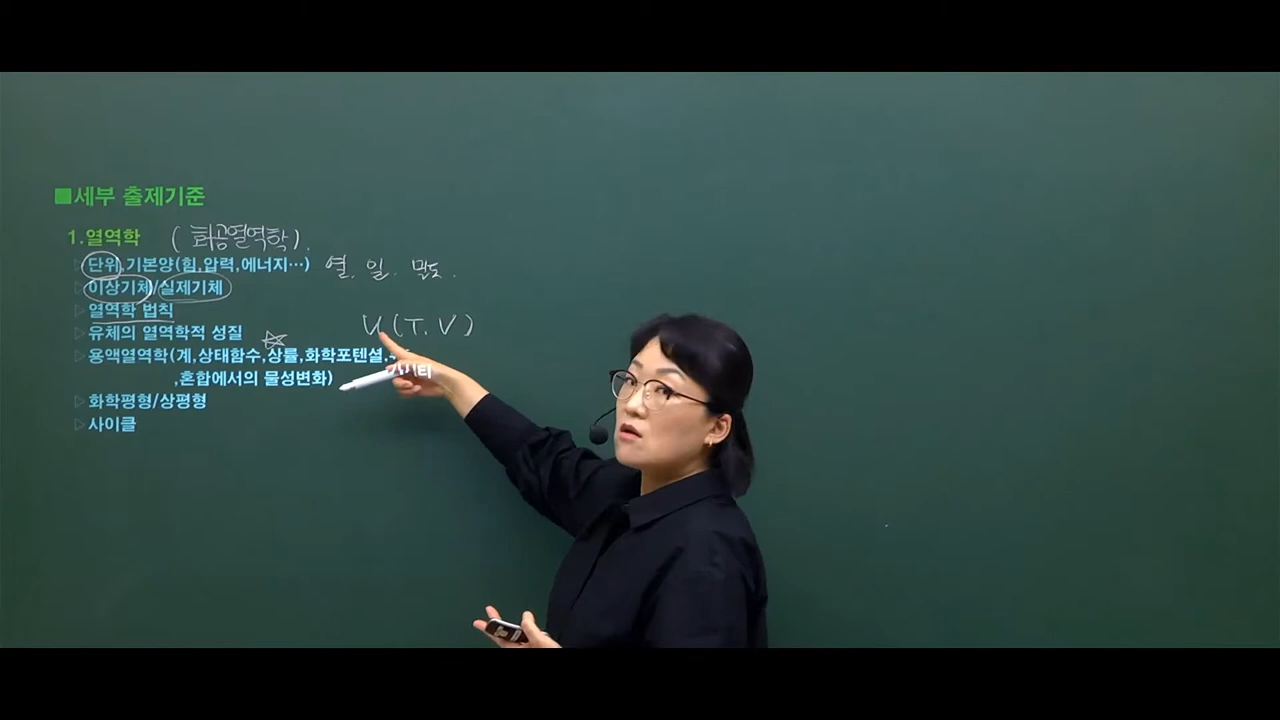 ■세부 출제기준
1.열역학 (화공열역학).
▷단위,기본양(힘,압력,에너지…) 열. 일. 밀도.
▷이상기체/실제기체
▷열역학 법칙
▷유체의 열역학적 성질 U(T. V)
▷용액열역학(계,상태함수,상률,화학포텐셜,
,혼합에서의 물성변화)
▷화학평형/상평형
▷사이클